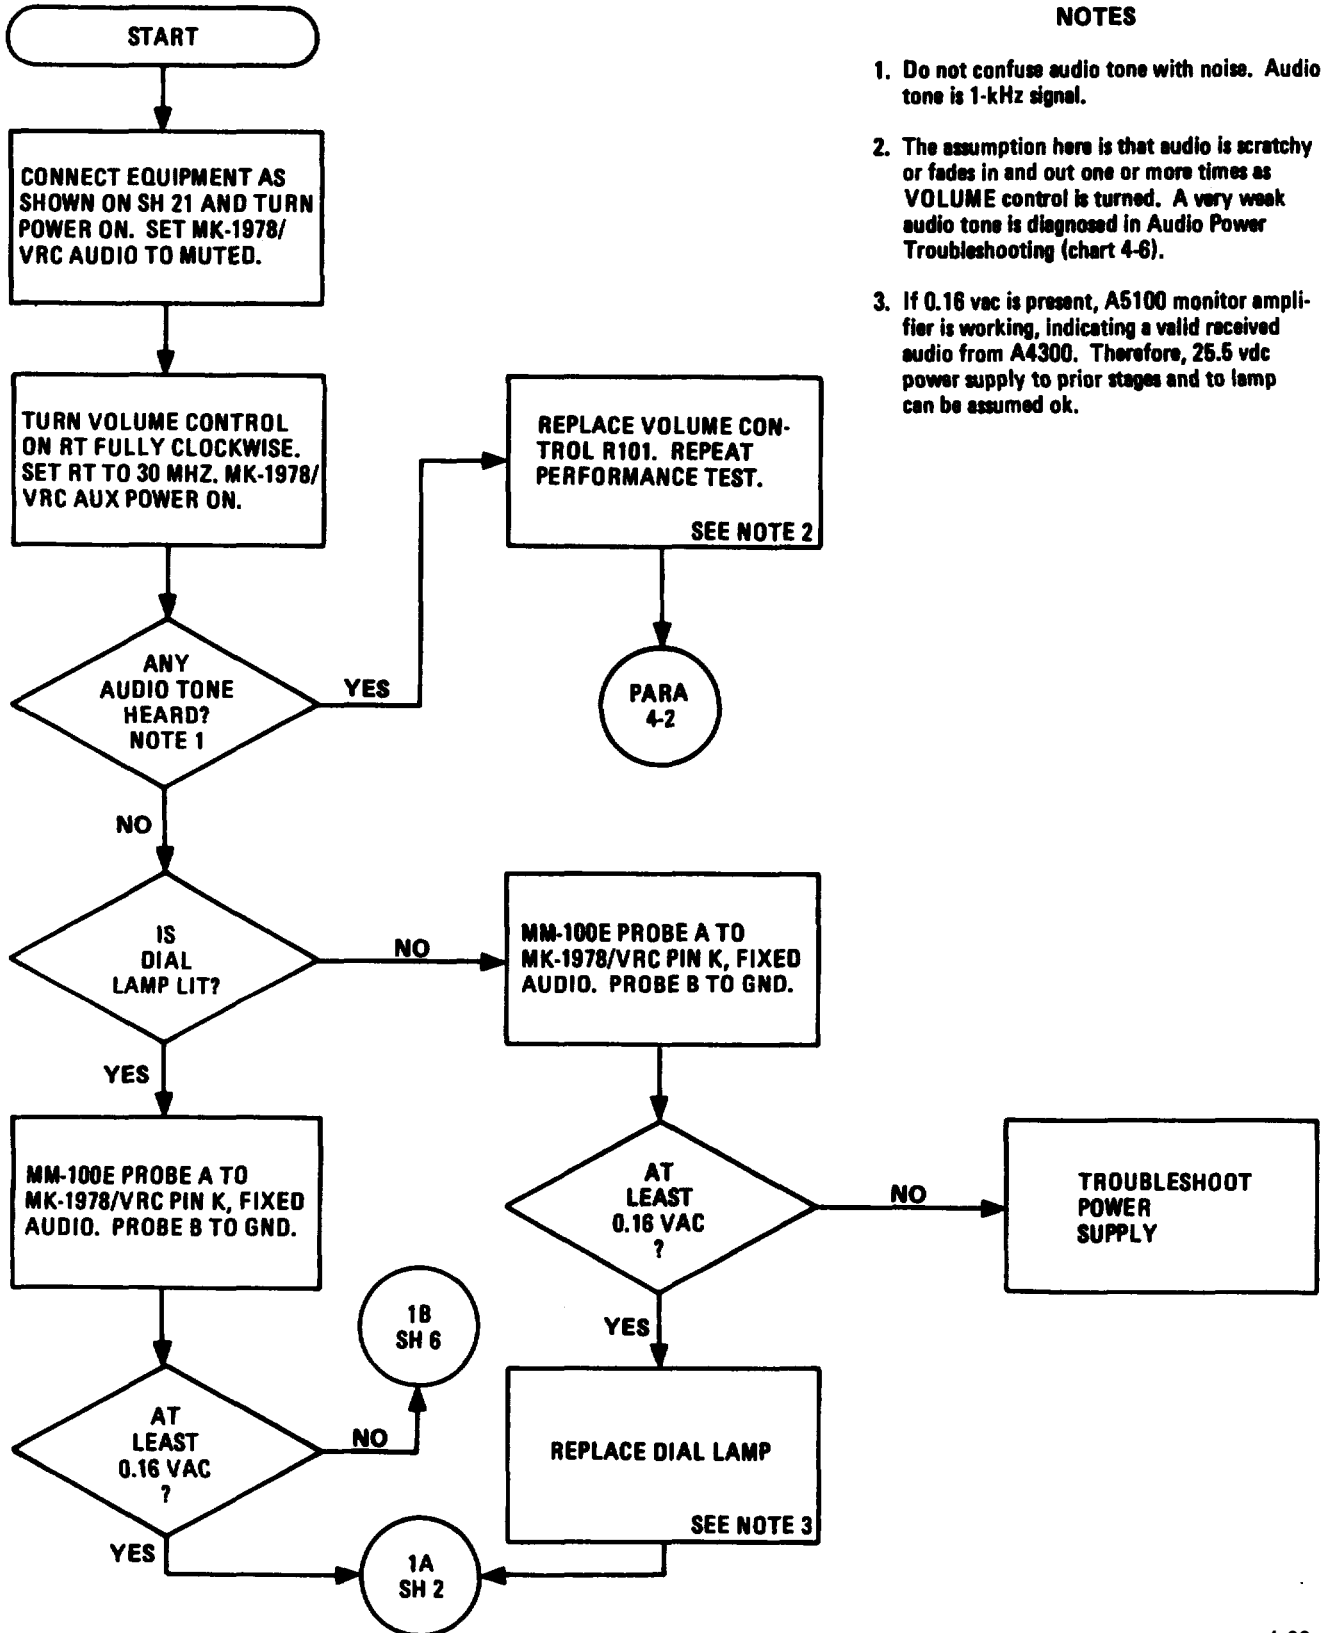 START
CONNECT EQUIPMENT AS
SHOWN ON SH 21 AND TURN
POWER ON. SET MK-1978/
VRC AUDIO TO MUTED.
TURN VOLUME CONTROL
ON RT FULLY CLOCKWISE.
SET RT TO 30 MHZ. MK-1978/
VRC AUX POWER ON.
ANY
AUDIO TONE
HEARD?
NOTE 1
YES
REPLACE VOLUME CON-
TROL R101. REPEAT
PERFORMANCE TEST.
SEE NOTE 2
PARA
4-2
NO
IS
DIAL
LAMP LIT?
NO
MM-100E PROBE A TO
MK-1978/VRC PIN K, FIXED
AUDIO. PROBE B TO GND.
AT
LEAST
0.16 VAC
?
NO
TROUBLESHOOT
POWER
SUPPLY
YES
REPLACE DIAL LAMP
SEE NOTE 3
YES
MM-100E PROBE A TO
MK-1978/VRC PIN K, FIXED
AUDIO. PROBE B TO GND.
AT
LEAST
0.16 VAC
?
NO
1B
SH 6
YES
1A
SH 2
NOTES
1. Do not confuse audio tone with noise. Audio
tone is 1-kHz signal.
2. The assumption here is that audio is scratchy
or fades in and out one or more times as
VOLUME control is turned. A very weak
audio tone is diagnosed in Audio Power
Troubleshooting (chart 4-6).
3. If 0.16 vac is present, A5100 monitor ampli-
fier is working, indicating a valid received
audio from A4300. Therefore, 25.5 vdc
power supply to prior stages and to lamp
can be assumed ok.